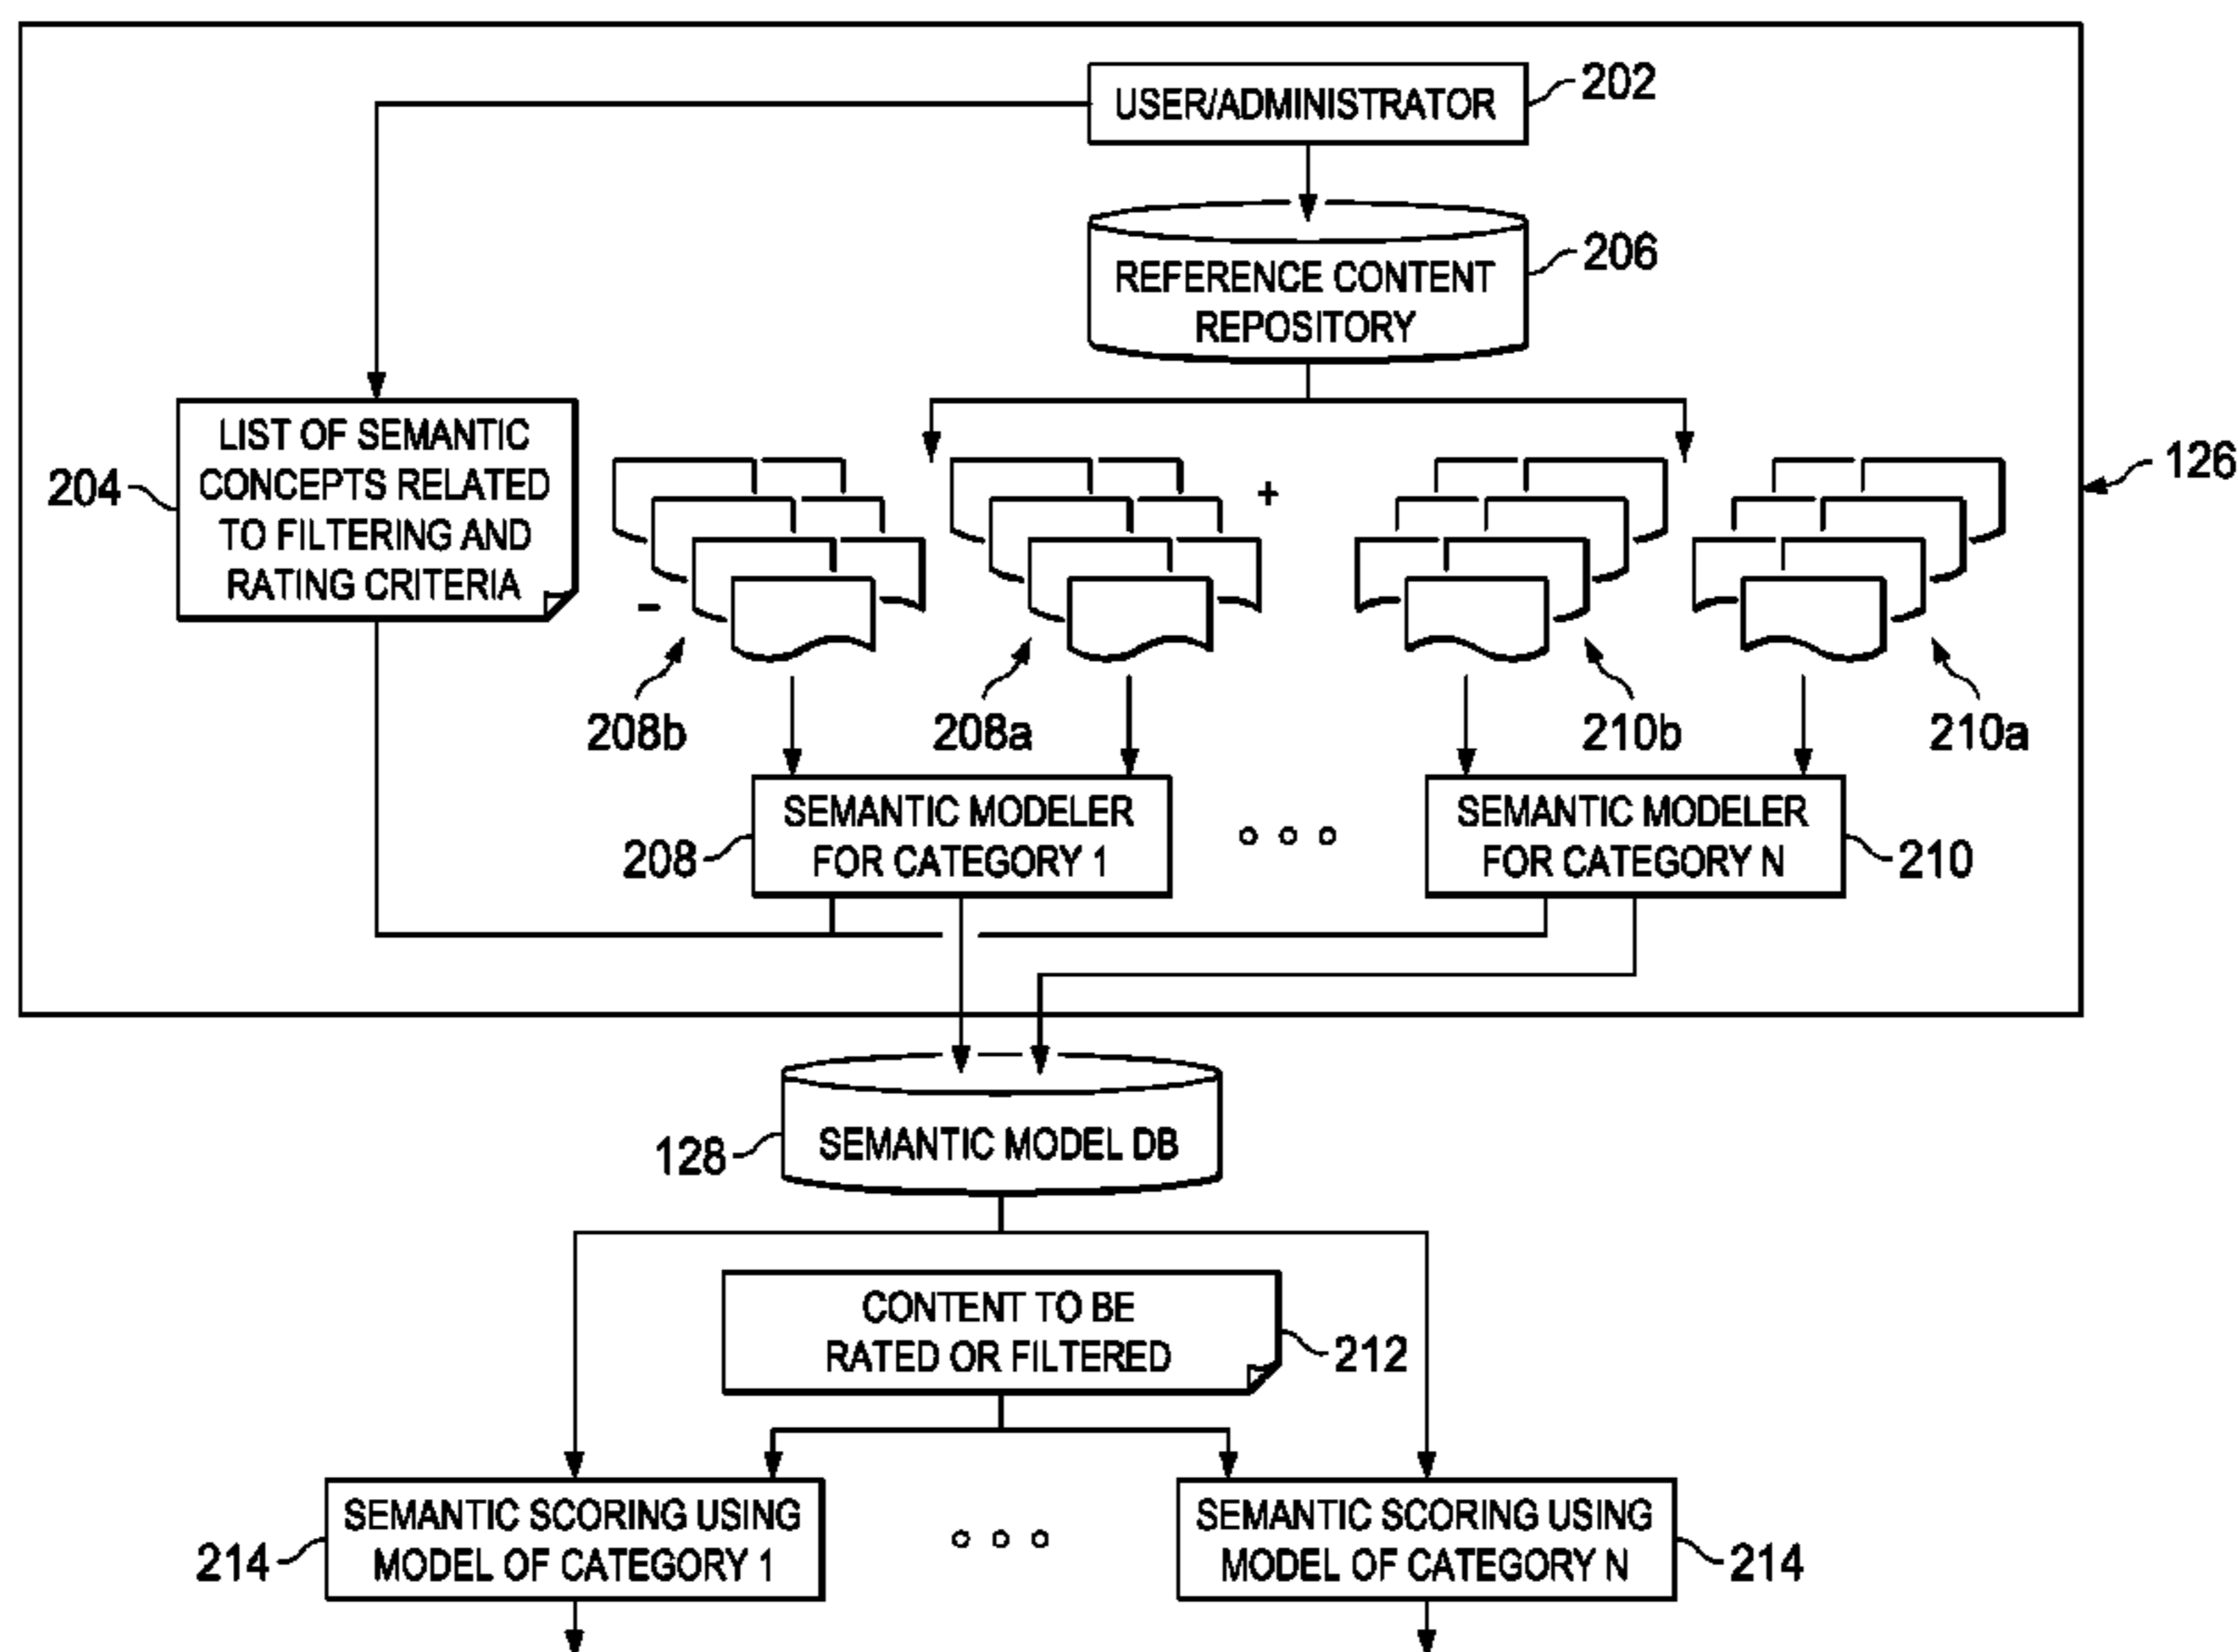 USER/ADMINISTRATOR
202
REFERENCE CONTENT
REPOSITORY
206
LIST OF SEMANTIC
CONCEPTS RELATED
TO FILTERING AND
RATING CRITERIA
204
+
-
126
208b
208a
210b
210a
SEMANTIC MODELER
FOR CATEGORY 1
208
SEMANTIC MODELER
FOR CATEGORY N
210
SEMANTIC MODEL DB
128
CONTENT TO BE
RATED OR FILTERED
212
SEMANTIC SCORING USING
MODEL OF CATEGORY 1
214
SEMANTIC SCORING USING
MODEL OF CATEGORY N
214